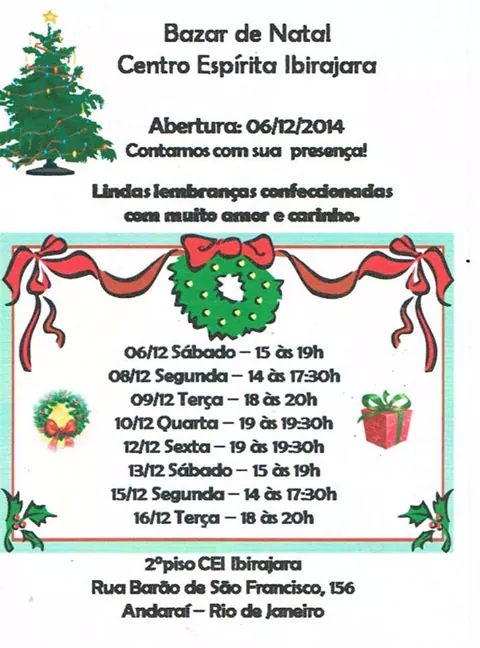 Bazar de Natal
Centro Espírita Ibirajara
Abertura: 06/12/2014
Contamos com sua presença!
Lindas lembranças confeccionadas
com muito amor e carinho.
06/12 Sábado – 15 às 19h
08/12 Segunda – 14 às 17:30h
09/12 Terça – 18 às 20h
10/12 Quarta – 19 às 19:30h
12/12 Sexta – 19 às 19:30h
13/12 Sábado – 15 às 19h
15/12 Segunda – 14 às 17:30h
16/12 Terça – 18 às 20h
2ºpiso CEI Ibirajara
Rua Barão de São Francisco, 156
Andaraí – Rio de Janeiro